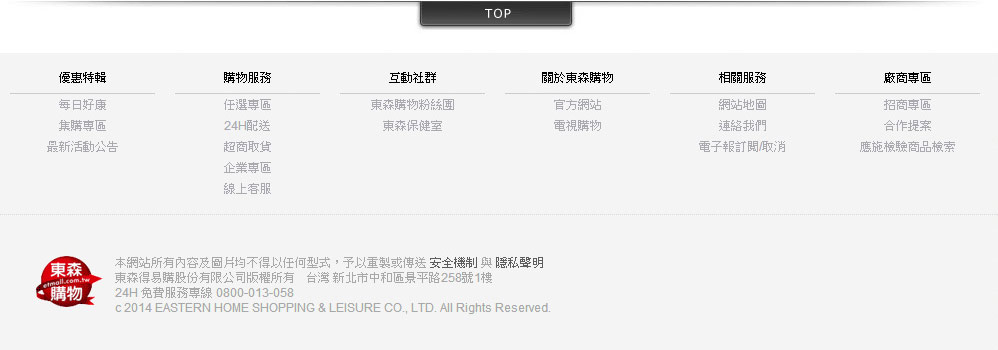 TOP
優惠特輯
每日好康
集購專區
最新活動公告
購物服務
任選專區
24H配送
超商取貨
企業專區
線上客服
互動社群
東森購物粉絲團
東森保健室
關於東森購物
官方網站
電視購物
相關服務
網站地圖
連絡我們
電子報訂閱/取消
廠商專區
招商專區
合作提案
應施檢驗商品檢索
東森
etmall.com.tw
購物
本網站所有內容及圖片均不得以任何型式，予以重製或傳送 安全機制 與 隱私聲明
東森得易購股份有限公司版權所有 台灣 新北市中和區景平路258號1樓
24H 免費服務專線 0800-013-058
c 2014 EASTERN HOME SHOPPING & LEISURE CO., LTD. All Rights Reserved.